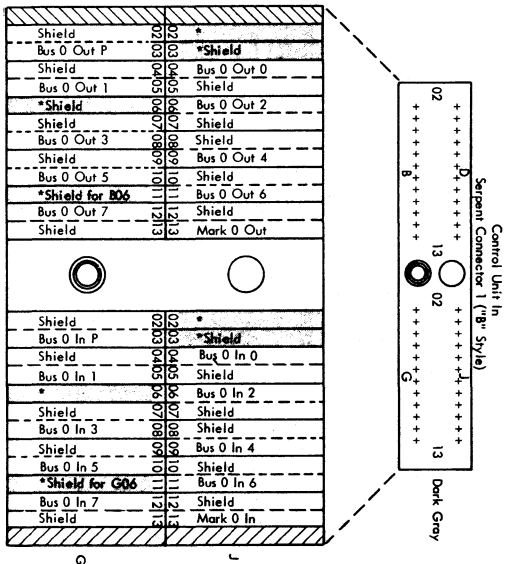 Shield 02 02 *
Bus 0 Out P 03 03 *Shield
Shield 04 04 Bus 0 Out 0
Bus 0 Out 1 05 05 Shield
*Shield 06 06 Bus 0 Out 2
Shield 07 07 Shield
Bus 0 Out 3 08 08 Shield
Shield 09 09 Bus 0 Out 4
Bus 0 Out 5 10 10 Shield
*Shield for B06 11 11 Bus 0 Out 6
Bus 0 Out 7 12 12 Shield
Shield 13 13 Mark 0 Out
Shield 02 02 *
Bus 0 In P 03 03 *Shield
Shield 04 04 Bus 0 In 0
Bus 0 In 1 05 05 Shield
* 06 06 Bus 0 In 2
Shield 07 07 Shield
Bus 0 In 3 08 08 Shield
Shield 09 09 Bus 0 In 4
Bus 0 In 5 10 10 Shield
*Shield for G06 11 11 Bus 0 In 6
Bus 0 In 7 12 12 Shield
Shield 13 13 Mark 0 In
G J
02
B D
13
02
G J
13
Control Unit In
Serpent Connector 1 ("B" Style)
Dark Gray